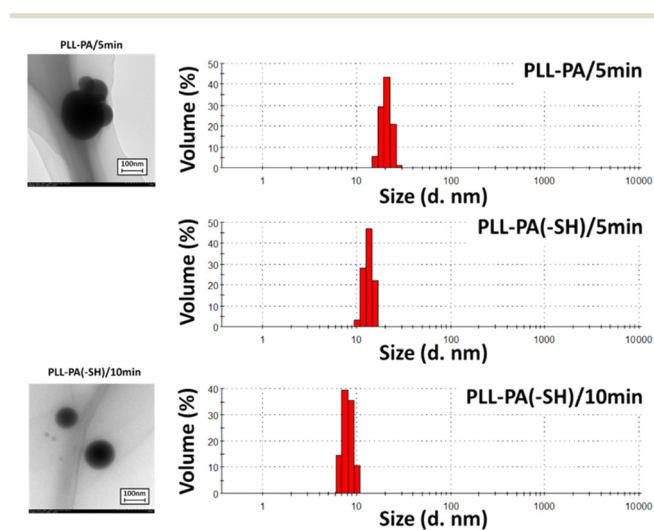 PLL-PA/5min
100nm
Volume (%)
50
40
30
20
10
0
PLL-PA/5min
1 10 100 1000 10000
Size (d. nm)
Volume (%)
50
40
30
20
10
0
PLL-PA(-SH)/5min
1 10 100 1000 10000
Size (d. nm)
PLL-PA(-SH)/10min
100nm
Volume (%)
40
30
20
10
0
PLL-PA(-SH)/10min
1 10 100 1000 10000
Size (d. nm)